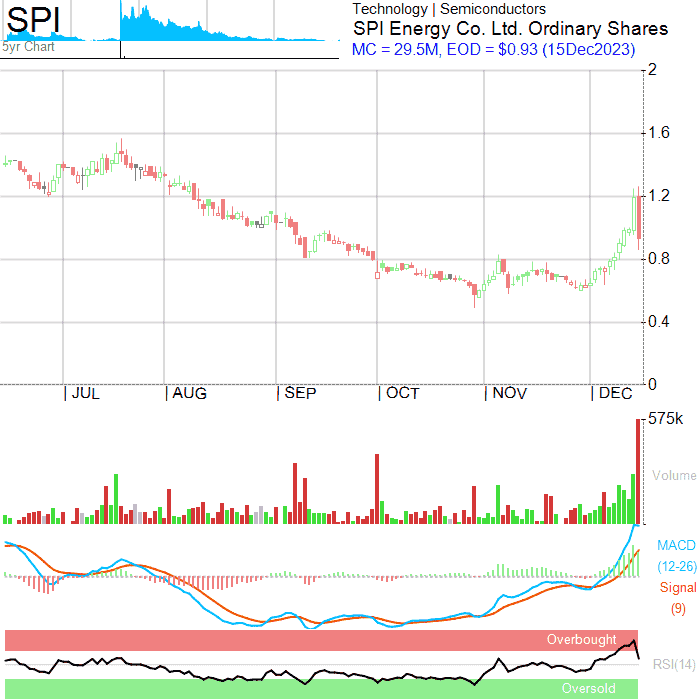 SPI
5yr Chart
Technology | Semiconductors
SPI Energy Co. Ltd. Ordinary Shares
MC = 29.5M, EOD = $0.93 (15Dec2023)
2
1.6
1.2
0.8
0.4
0
| JUL | AUG | SEP | OCT | NOV | DEC
575k
Volume
MACD
(12-26)
Signal
(9)
Overbought
RSI(14)
Oversold